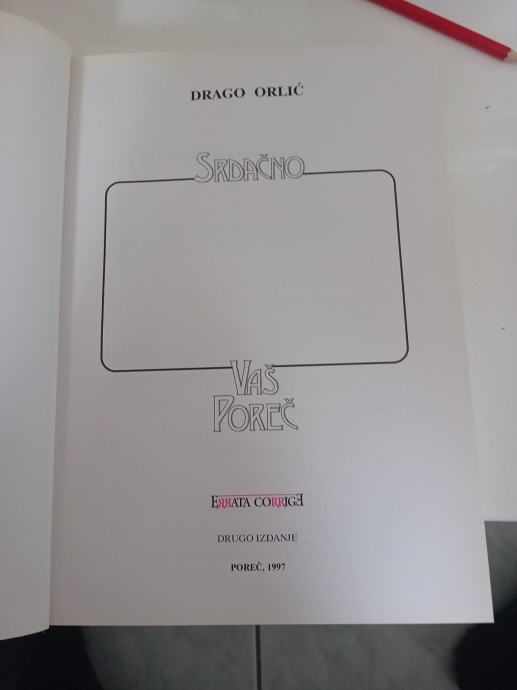 DRAGO ORLIĆ
SRDAČNO
VAŠ
POREČ
ERRATA CORRIGE
DRUGO IZDANJE
POREČ, 1997